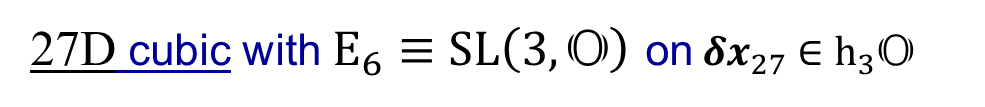 27D cubic with E₆ ≡ SL(3, 𝕆) on δx₂₇ ∈ h₃𝕆